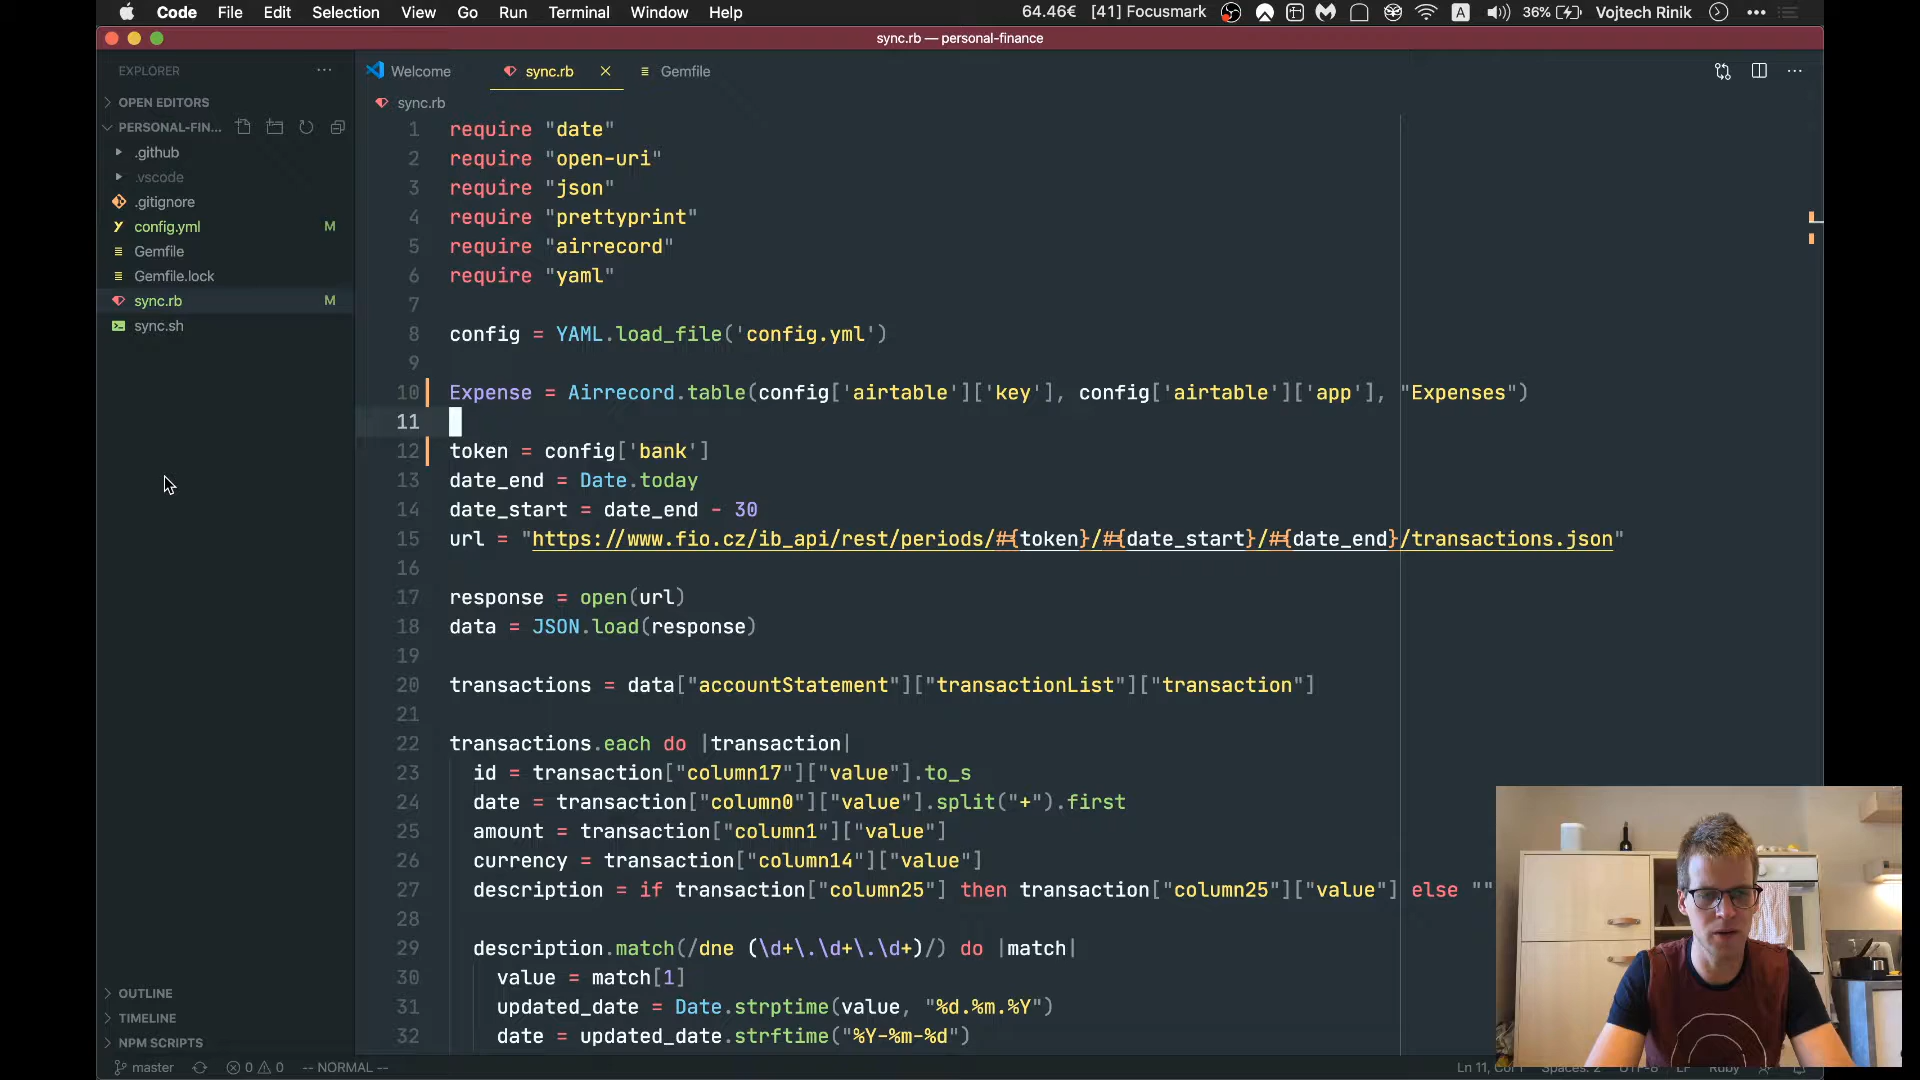 Code File Edit Selection View Go Run Terminal Window Help 64.46€ [41] Focusmark A 36% Vojtech Rinik
sync.rb — personal-finance
EXPLORER
OPEN EDITORS
PERSONAL-FIN...
.github
.vscode
.gitignore
config.yml M
Gemfile
Gemfile.lock
sync.rb M
sync.sh
OUTLINE
TIMELINE
NPM SCRIPTS
Welcome sync.rb Gemfile
sync.rb
1 require "date"
2 require "open-uri"
3 require "json"
4 require "prettyprint"
5 require "airrecord"
6 require "yaml"
7
8 config = YAML.load_file('config.yml')
9
10 Expense = Airrecord.table(config['airtable']['key'], config['airtable']['app'], "Expenses")
11
12 token = config['bank']
13 date_end = Date.today
14 date_start = date_end - 30
15 url = "https://www.fio.cz/ib_api/rest/periods/#{token}/#{date_start}/#{date_end}/transactions.json"
16
17 response = open(url)
18 data = JSON.load(response)
19
20 transactions = data["accountStatement"]["transactionList"]["transaction"]
21
22 transactions.each do |transaction|
23 id = transaction["column17"]["value"].to_s
24 date = transaction["column0"]["value"].split("+").first
25 amount = transaction["column1"]["value"]
26 currency = transaction["column14"]["value"]
27 description = if transaction["column25"] then transaction["column25"]["value"] else ""
28
29 description.match(/dne (\d+\.\d+\.\d+)/) do |match|
30 value = match[1]
31 updated_date = Date.strptime(value, "%d.%m.%Y")
32 date = updated_date.strftime("%Y-%m-%d")
master 0 0 -- NORMAL -- Ln 11, Col 1 Spaces: 2 UTF-8 LF Ruby